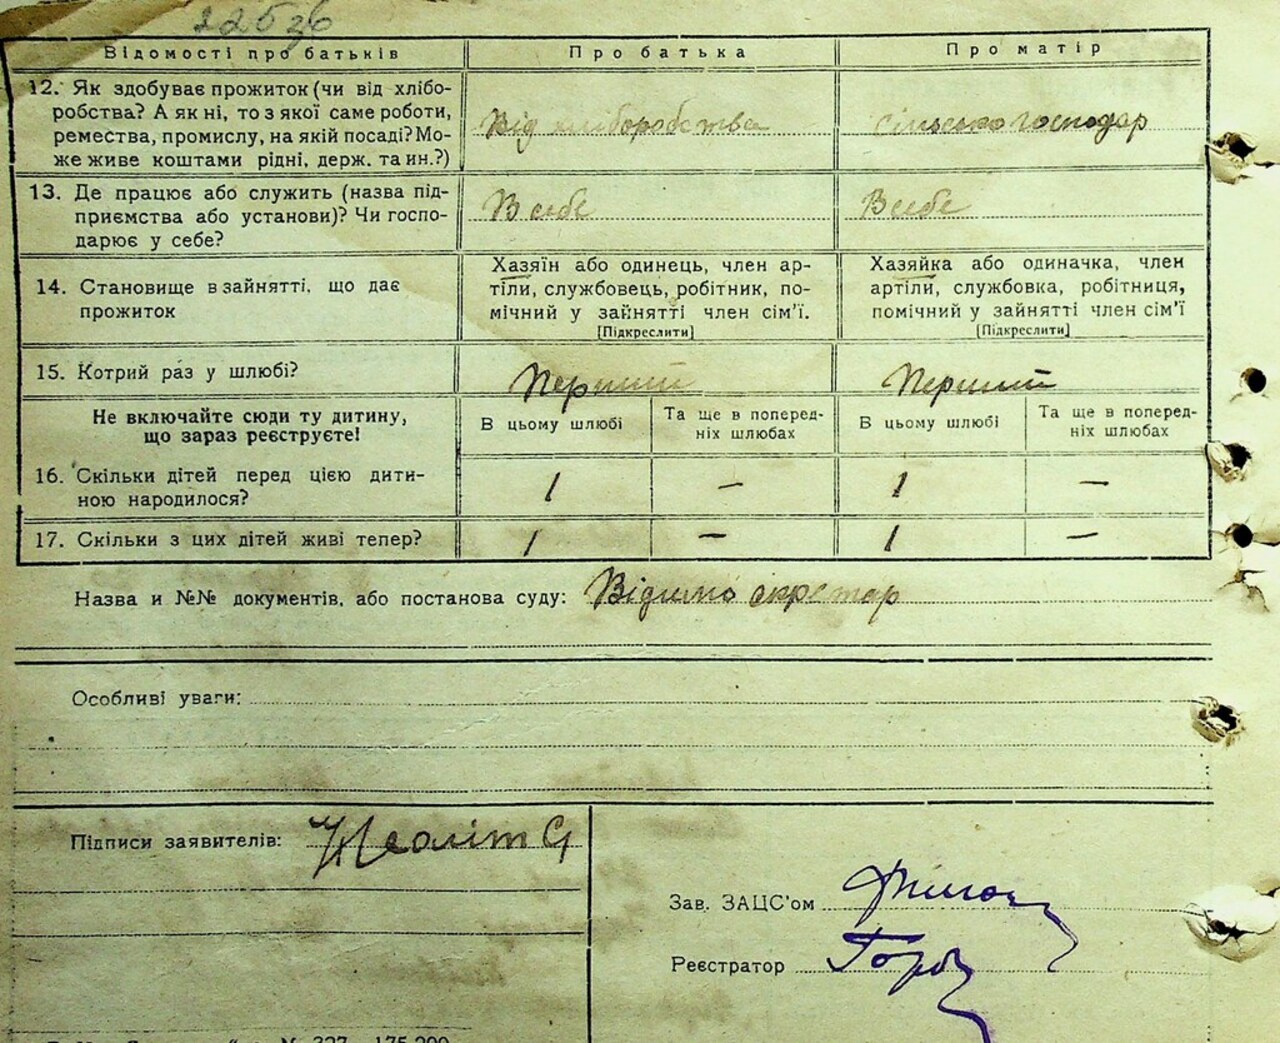 22536
Відомості про батьків Про батька Про матір
12. Як здобуває прожиток (чи від хлібо-
робства? А як ні, то з якої саме роботи,
ремества, промислу, на якій посаді? Мо-
же живе коштами рідні, держ. та ин.?)
Від хліборобства сільсько господар
13. Де працює або служить (назва під-
приємства або установи)? Чи госпо-
дарює у себе?
В себе В себе
14. Становище в зайнятті, що дає
прожиток
Хазяїн або одинець, член ар-
тіли, службовець, робітник, по-
мічний у зайнятті член сім'ї.
[Підкреслити]
Хазяйка або одиначка, член
артіли, службовка, робітниця,
помічний у зайнятті член сім'ї
[Підкреслити]
15. Котрий раз у шлюбі? Перший Перший
Не включайте сюди ту дитину,
що зараз реєструєте!
В цьому шлюбі Та ще в поперед-
ніх шлюбах В цьому шлюбі Та ще в поперед-
ніх шлюбах
16. Скільки дітей перед цією дити-
ною народилося?
1 — 1 —
17. Скільки з цих дітей живі тепер? 1 — 1 —
Назва и №№ документів, або постанова суду:
Особливі уваги:
Підписи заявителів:
Зав. ЗАЦС'ом
Реєстратор